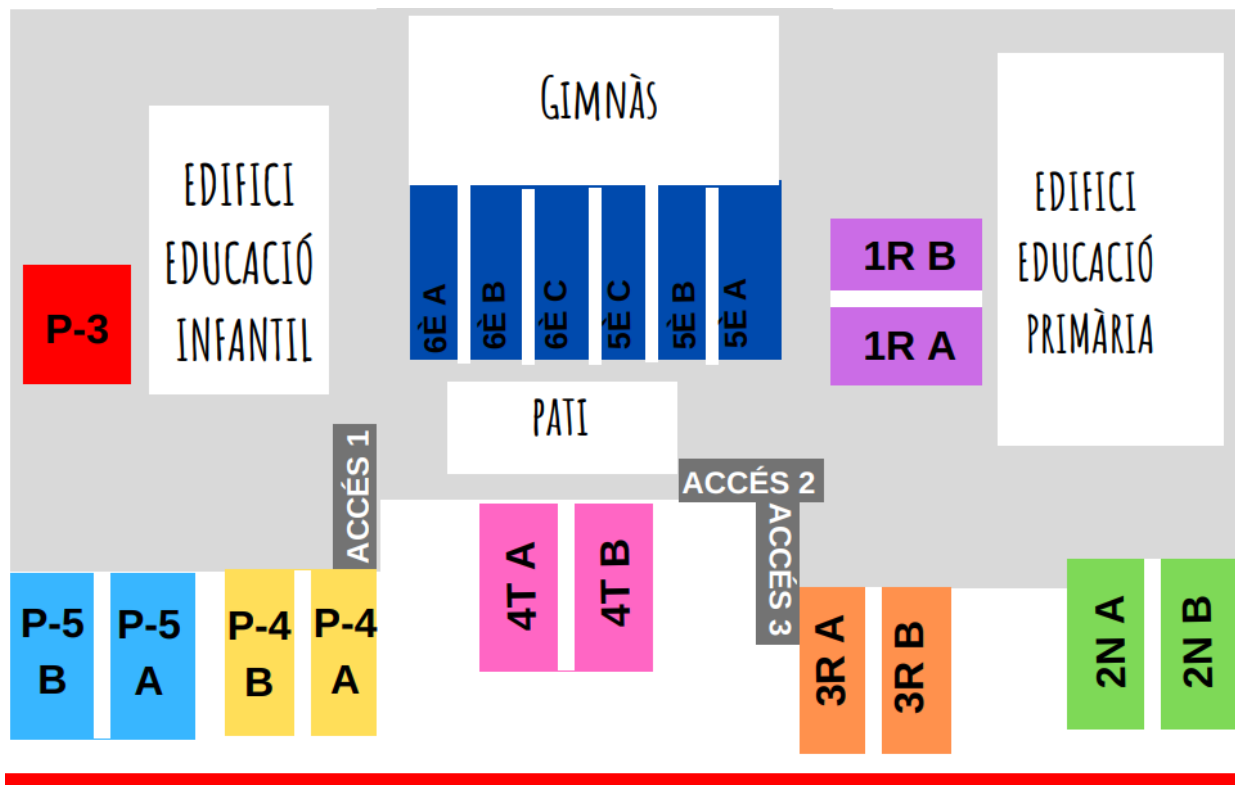 Gimnàs
EDIFICI
EDUCACIÓ
INFANTIL
EDIFICI
EDUCACIÓ
PRIMÀRIA
P-3
6È A
6È B
6È C
5È C
5È B
5È A
1R B
1R A
PATI
ACCÉS 1
ACCÉS 2
ACCÉS 3
P-5
B
P-5
A
P-4
B
P-4
A
4T A
4T B
3R A
3R B
2N A
2N B